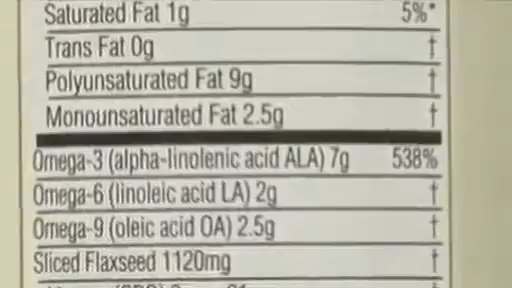 Saturated Fat 1g 5%*
Trans Fat 0g †
Polyunsaturated Fat 9g †
Monounsaturated Fat 2.5g †
Omega-3 (alpha-linolenic acid ALA) 7g 538%
Omega-6 (linoleic acid LA) 2g †
Omega-9 (oleic acid OA) 2.5g †
Sliced Flaxseed 1120mg †